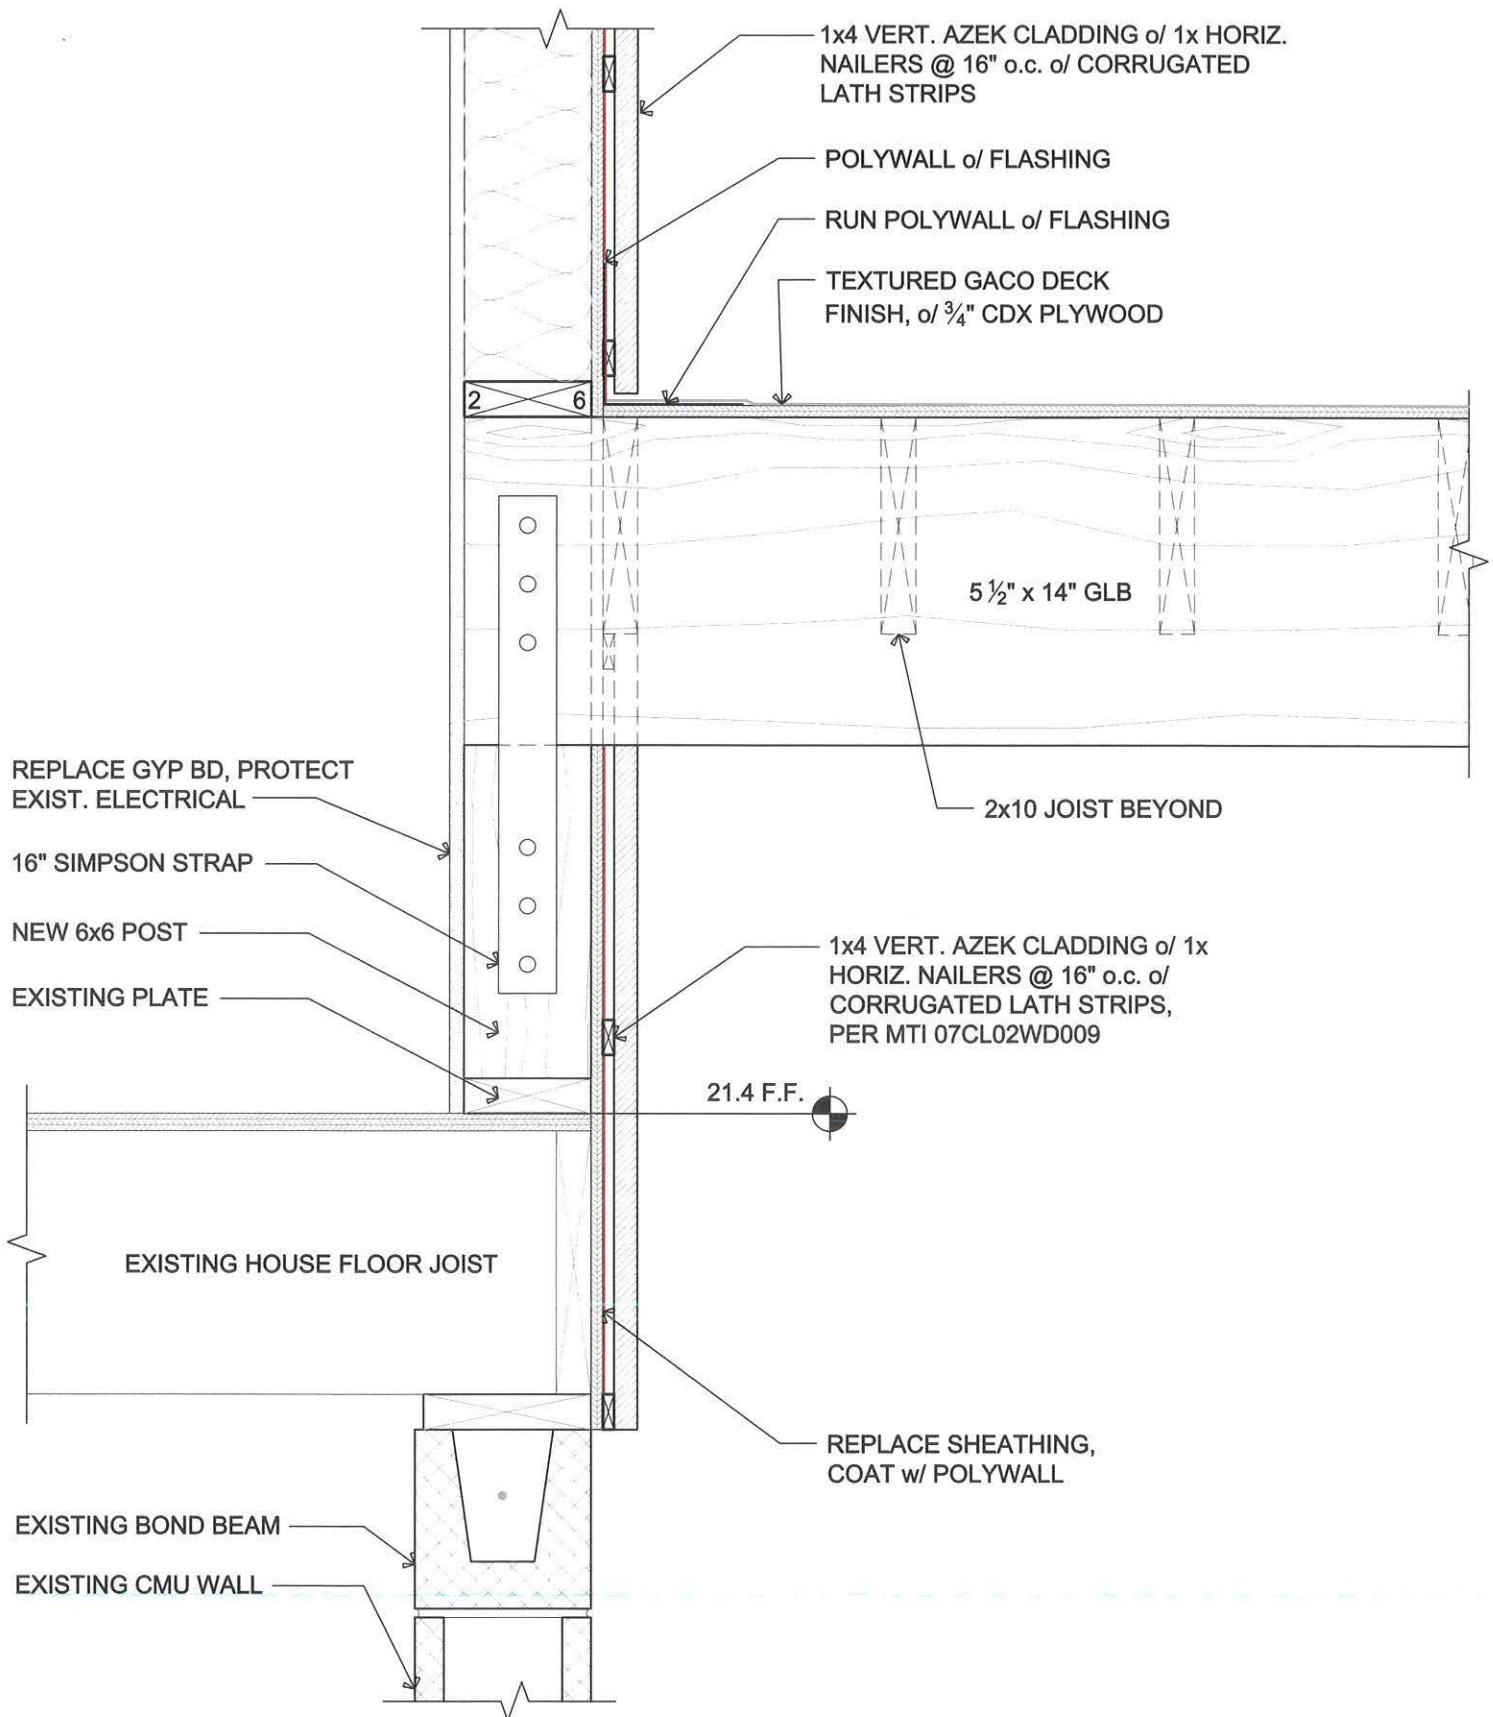 1x4 VERT. AZEK CLADDING o/ 1x HORIZ.
NAILERS @ 16" o.c. o/ CORRUGATED
LATH STRIPS
POLYWALL o/ FLASHING
RUN POLYWALL o/ FLASHING
TEXTURED GACO DECK
FINISH, o/ ¾" CDX PLYWOOD
2 6
5 ½" x 14" GLB
REPLACE GYP BD, PROTECT
EXIST. ELECTRICAL
2x10 JOIST BEYOND
16" SIMPSON STRAP
NEW 6x6 POST
EXISTING PLATE
1x4 VERT. AZEK CLADDING o/ 1x
HORIZ. NAILERS @ 16" o.c. o/
CORRUGATED LATH STRIPS,
PER MTI 07CL02WD009
21.4 F.F.
EXISTING HOUSE FLOOR JOIST
REPLACE SHEATHING,
COAT w/ POLYWALL
EXISTING BOND BEAM
EXISTING CMU WALL